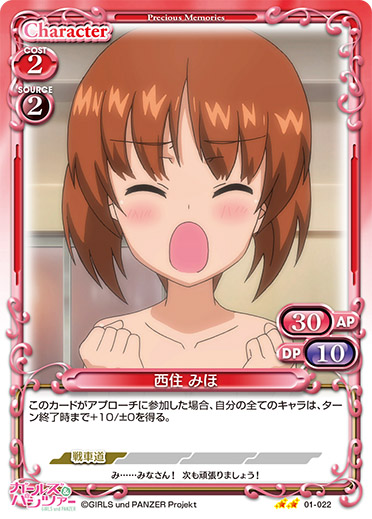 Precious Memories
Character
COST
2
SOURCE
2
30 AP
DP 10
西住 みほ
このカードがアプローチに参加した場合、自分の全てのキャラは、ター
ン終了時まで+10/±0を得る。
戦車道
み……みなさん! 次も頑張りましょう!
ガールズ&パンツァー
GIRLS und PANZER
©GIRLS und PANZER Projekt
01-022